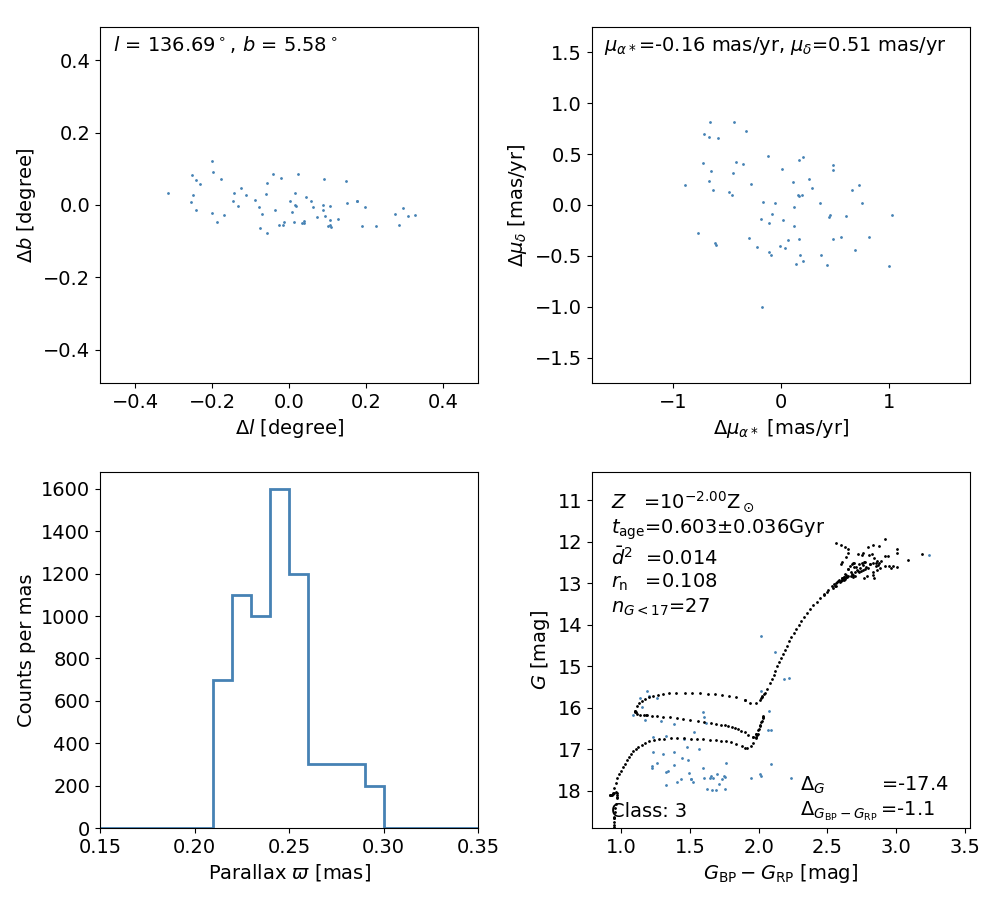 l = 136.69°, b = 5.58°
0.4
0.2
0.0
−0.2
−0.4
Δb [degree]
−0.4 −0.2 0.0 0.2 0.4
Δl [degree]
μα*=-0.16 mas/yr, μδ=0.51 mas/yr
1.5
1.0
0.5
0.0
−0.5
−1.0
−1.5
Δμδ [mas/yr]
−1 0 1
Δμα* [mas/yr]
1600
1400
1200
1000
800
600
400
200
0
Counts per mas
0.15 0.20 0.25 0.30 0.35
Parallax ϖ [mas]
Z =10^−2.00 Z⊙
tage=0.603±0.036Gyr
d̄² =0.014
rn =0.108
nG<17=27
11
12
13
14
15
16
17
18
G [mag]
ΔG =-17.4
ΔGBP−GRP =-1.1
Class: 3
1.0 1.5 2.0 2.5 3.0 3.5
GBP − GRP [mag]